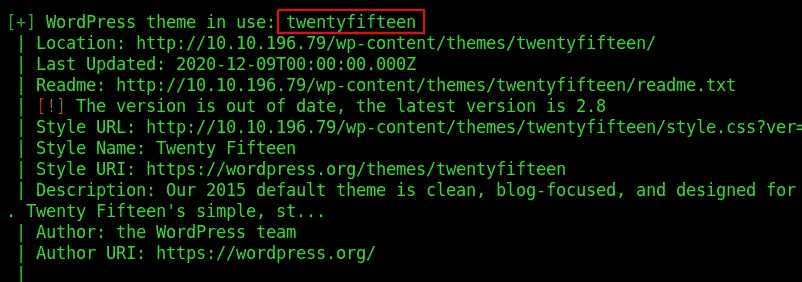 [+] WordPress theme in use: twentyfifteen
| Location: http://10.10.196.79/wp-content/themes/twentyfifteen/
| Last Updated: 2020-12-09T00:00:00.000Z
| Readme: http://10.10.196.79/wp-content/themes/twentyfifteen/readme.txt
| [!] The version is out of date, the latest version is 2.8
| Style URL: http://10.10.196.79/wp-content/themes/twentyfifteen/style.css?ver=
| Style Name: Twenty Fifteen
| Style URI: https://wordpress.org/themes/twentyfifteen
| Description: Our 2015 default theme is clean, blog-focused, and designed for
. Twenty Fifteen's simple, st...
| Author: the WordPress team
| Author URI: https://wordpress.org/
|